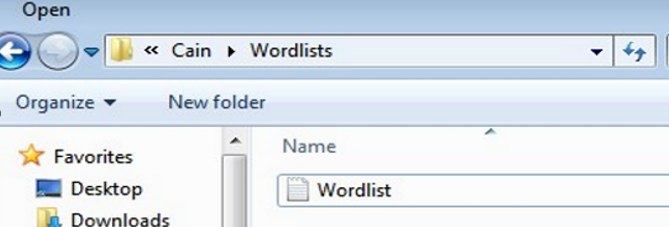 Open
« Cain ▸ Wordlists
Organize ▼ New folder
Name
Favorites
Wordlist
Desktop
Downloads